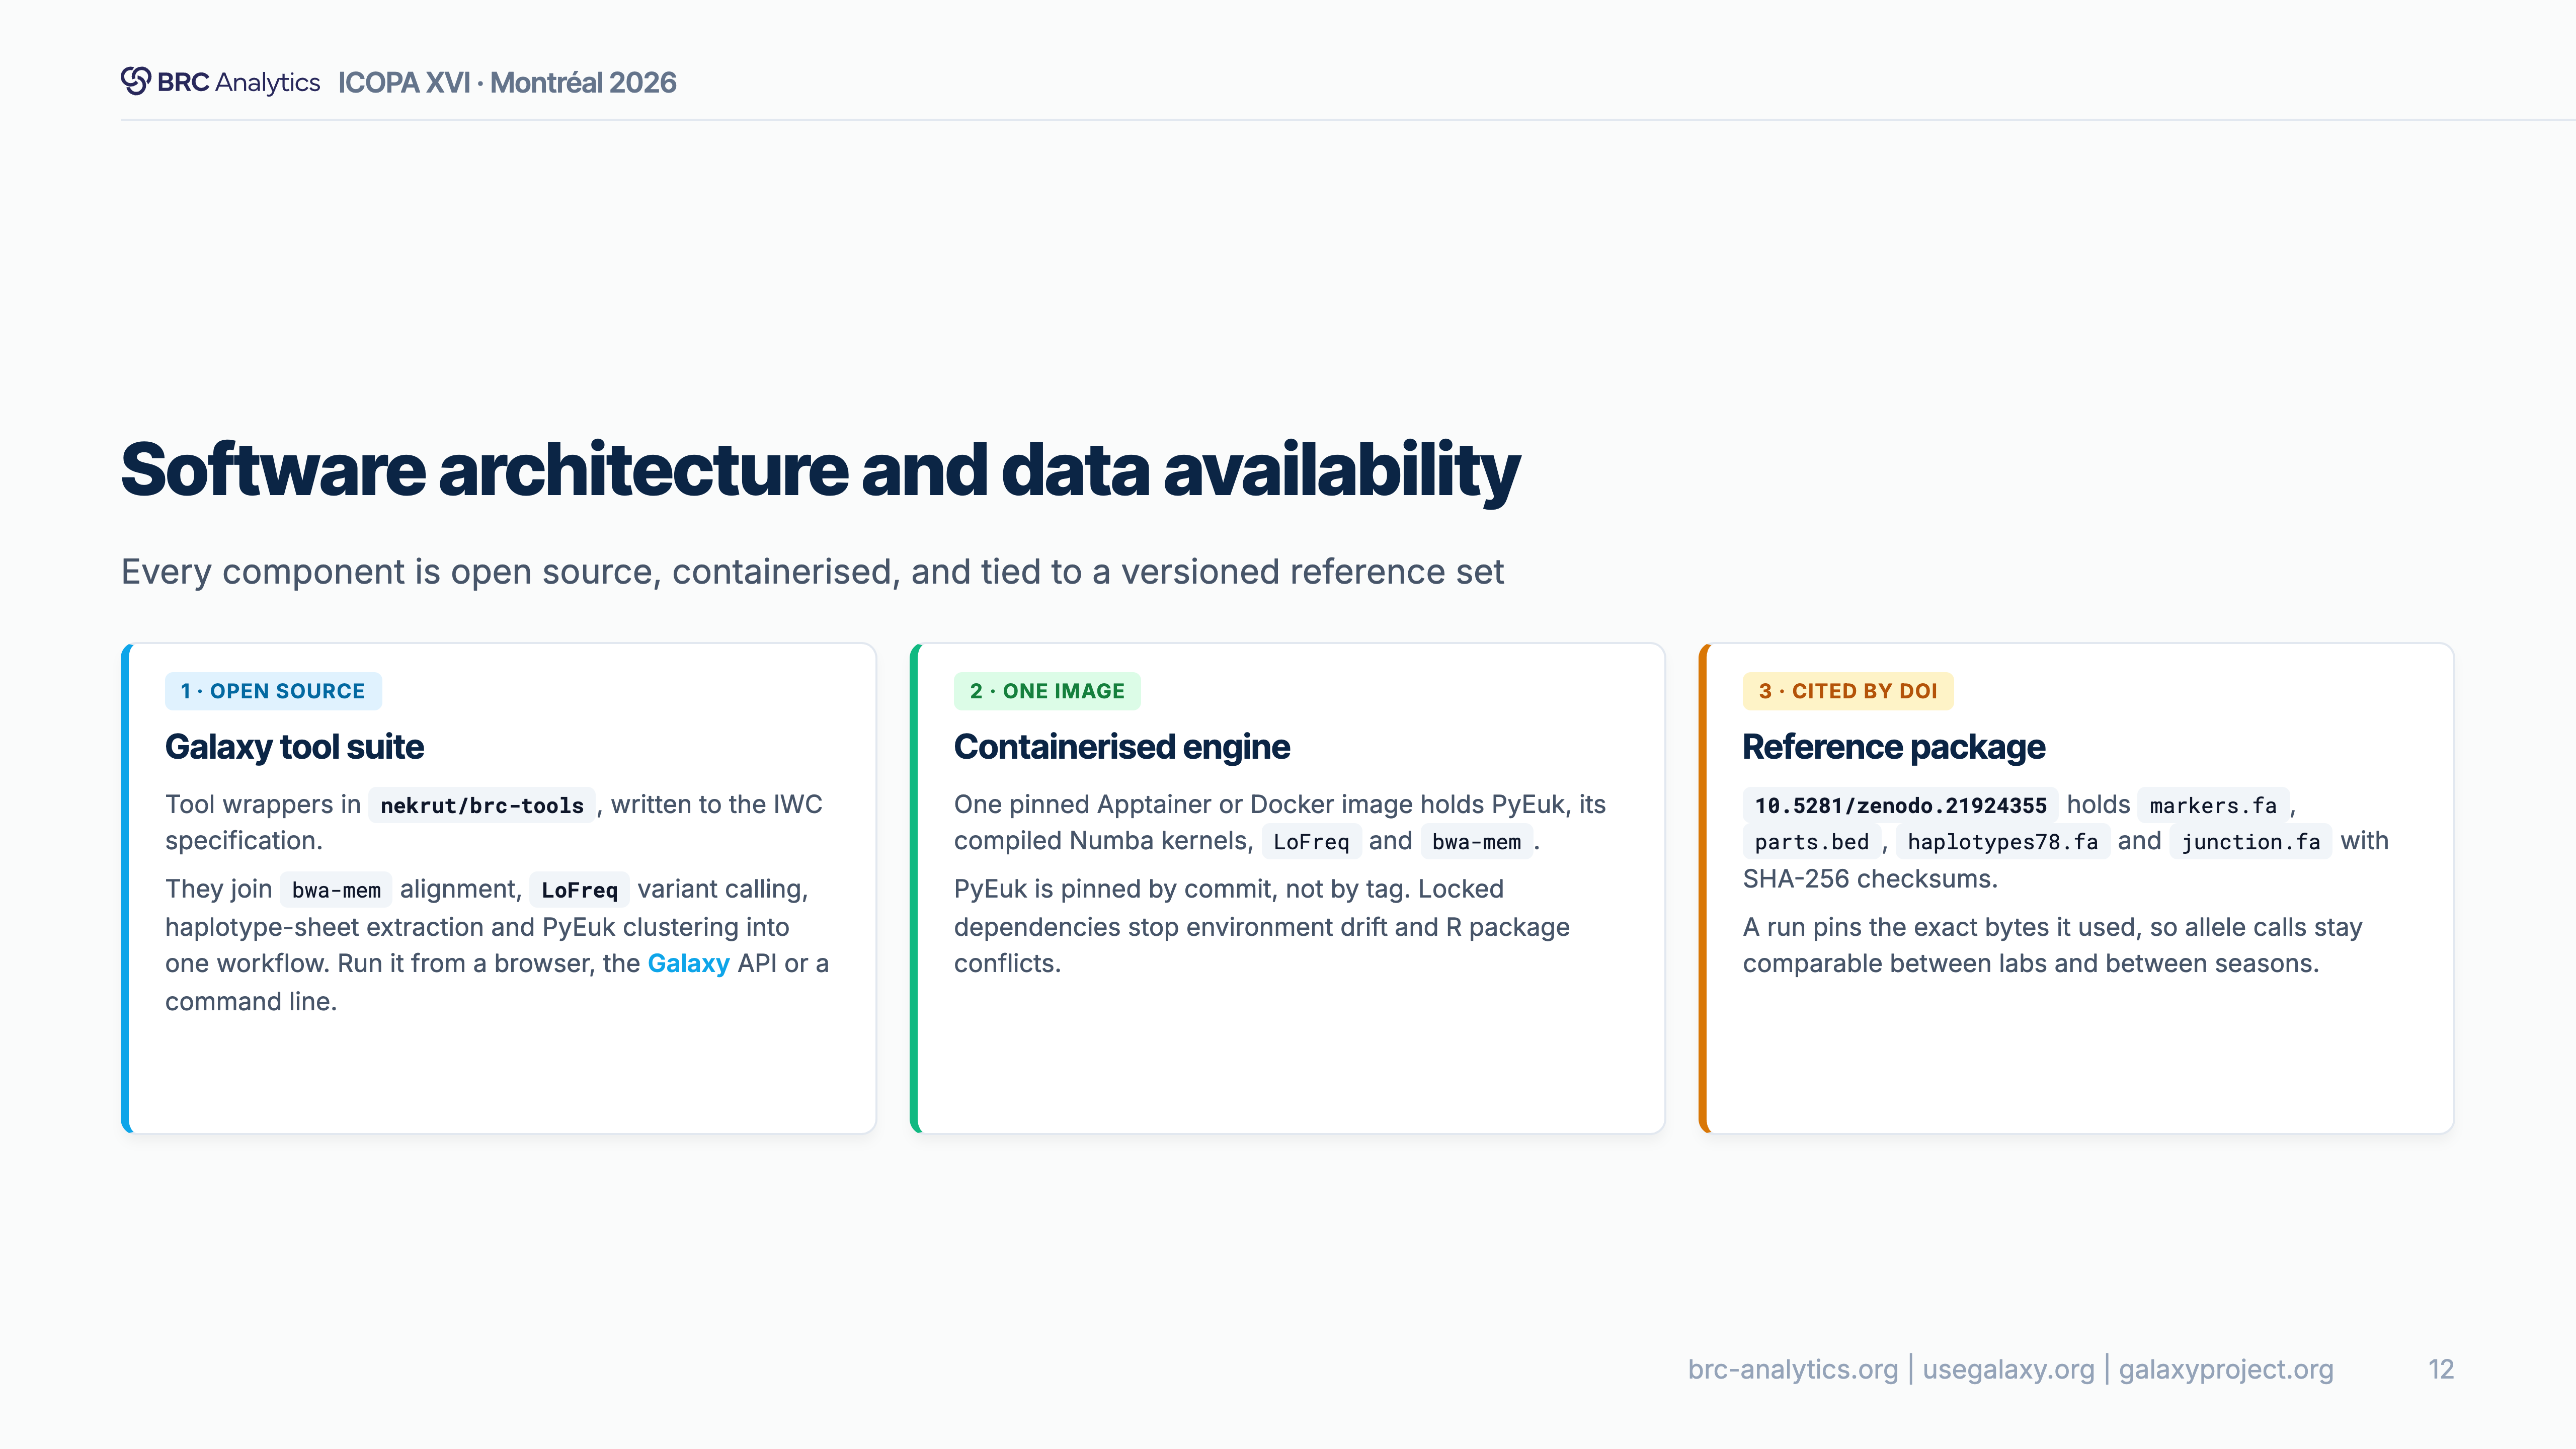 BRC Analytics ICOPA XVI · Montréal 2026
Software architecture and data availability
Every component is open source, containerised, and tied to a versioned reference set
1 · OPEN SOURCE
Galaxy tool suite
Tool wrappers in nekrut/brc-tools, written to the IWC
specification.
They join bwa-mem alignment, LoFreq variant calling,
haplotype-sheet extraction and PyEuk clustering into
one workflow. Run it from a browser, the Galaxy API or a
command line.
2 · ONE IMAGE
Containerised engine
One pinned Apptainer or Docker image holds PyEuk, its
compiled Numba kernels, LoFreq and bwa-mem.
PyEuk is pinned by commit, not by tag. Locked
dependencies stop environment drift and R package
conflicts.
3 · CITED BY DOI
Reference package
10.5281/zenodo.21924355 holds markers.fa,
parts.bed, haplotypes78.fa and junction.fa with
SHA-256 checksums.
A run pins the exact bytes it used, so allele calls stay
comparable between labs and between seasons.
brc-analytics.org | usegalaxy.org | galaxyproject.org 12